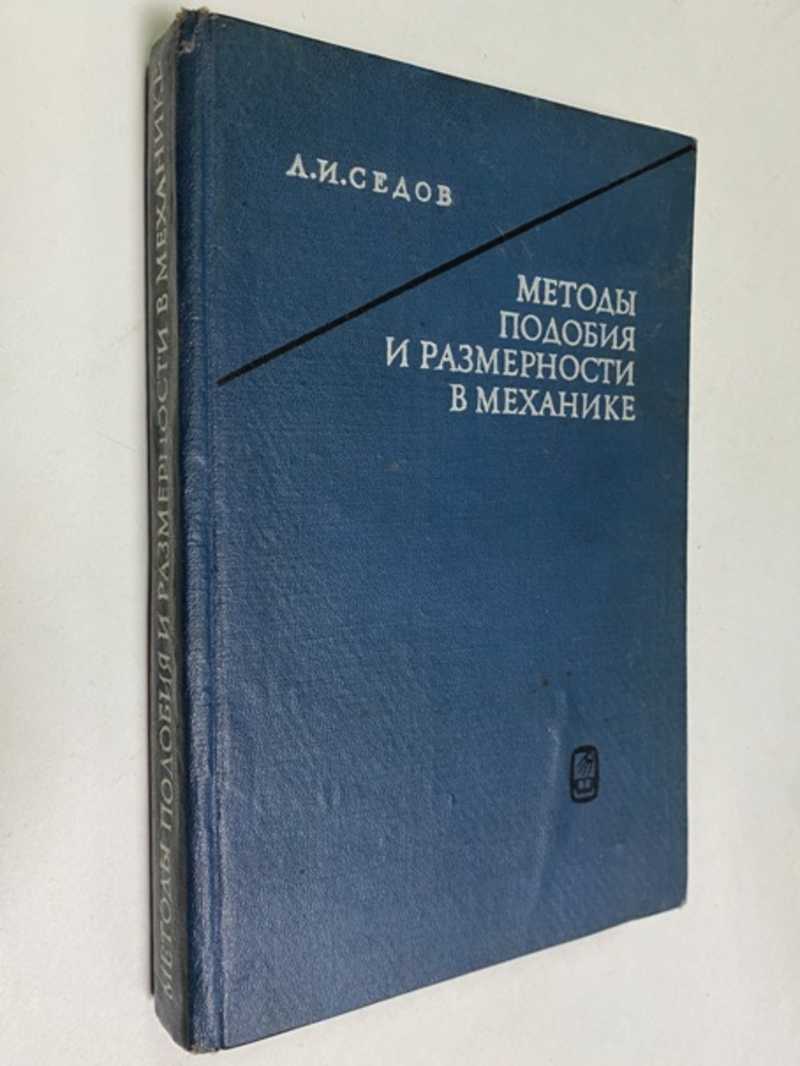 Л.И.СЕДОВ
МЕТОДЫ
ПОДОБИЯ
И РАЗМЕРНОСТИ
В МЕХАНИКЕ
МЕТОДЫ ПОДОБИЯ И РАЗМЕРНОСТИ В МЕХАНИКЕ